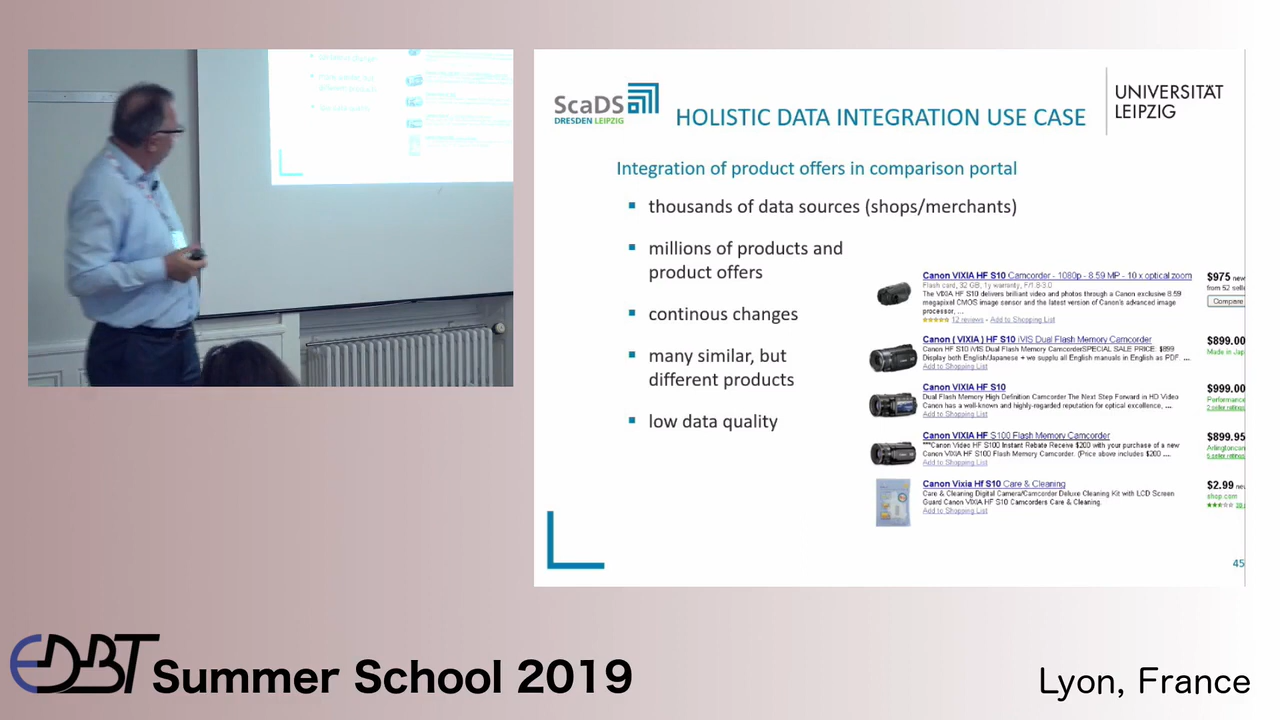 ScaDS
DRESDEN LEIPZIG
HOLISTIC DATA INTEGRATION USE CASE
UNIVERSITÄT
LEIPZIG
Integration of product offers in comparison portal
thousands of data sources (shops/merchants)
millions of products and
product offers
continous changes
many similar, but
different products
low data quality
Canon VIXIA HF S10 Camcorder - 1080p - 8.59 MP - 10 x optical zoom
Flash card, 32 GB, 1y warranty, F/1.8-3.0
The VIXIA HF S10 delivers brilliant video and photos through a Canon exclusive 8.59
megapixel CMOS image sensor and the latest version of Canon's advanced image
processor, ...
12 reviews - Add to Shopping List
$975 new
from 52 selle
Compare
Canon ( VIXIA ) HF S10 iVIS Dual Flash Memory Camcorder
Canon HF S10 iVIS Dual Flash Memory CamcorderSPECIAL SALE PRICE: $899
Display both English/Japanese + we supply all English manuals in English as PDF ...
Add to Shopping List
$899.00
Made in Jap
Canon VIXIA HF S10
Dual Flash Memory High Definition Camcorder The Next Step Forward in HD Video
Canon has a well-known and highly-regarded reputation for optical excellence, ...
Add to Shopping List
$999.00
Performance
2 seller ratings
Canon VIXIA HF S100 Flash Memory Camcorder
***Canon Video HF S100 Instant Rebate Receive $200 with your purchase of a new
Canon VIXIA HF S100 Flash Memory Camcorder. (Price above includes $200 ...
Add to Shopping List
$899.95
Arlingtoncam
5 seller ratings
Canon Vixia Hf S10 Care & Cleaning
Care & Cleaning Digital Camera/Camcorder Deluxe Cleaning Kit with LCD Screen
Guard Canon VIXIA HF S10 Camcorders Care & Cleaning.
Add to Shopping List
$2.99 new
shop.com
45
EDBT Summer School 2019
Lyon, France